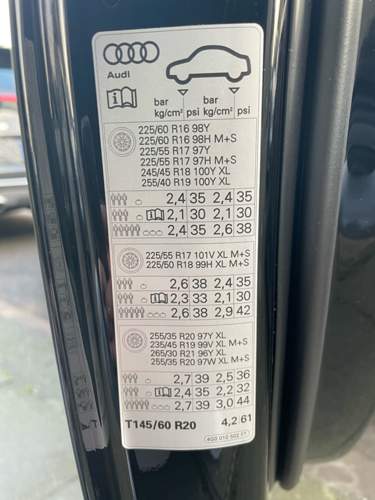 Audi
bar bar
kg/cm² psi kg/cm² psi
225/60 R16 98Y
225/60 R16 98H M+S
225/55 R17 97Y
225/55 R17 97H M+S
245/45 R18 100Y XL
255/40 R19 100Y XL
2,4 35 2,4 35
2,1 30 2,1 30
2,4 35 2,6 38
225/55 R17 101V XL M+S
225/50 R18 99H XL M+S
2,6 38 2,4 35
2,3 33 2,1 30
2,6 38 2,9 42
255/35 R20 97Y XL
235/45 R19 99V XL M+S
265/30 R21 96Y XL
255/35 R20 97W XL M+S
2,7 39 2,5 36
2,4 35 2,2 32
2,7 39 3,0 44
T145/60 R20 4,2 61